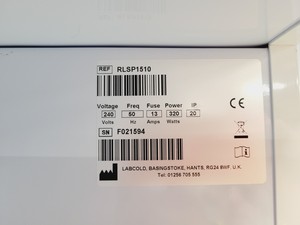 REF RLSP1510
Voltage Freq Fuse Power IP
240 50 13 320 20
Volts Hz Amps Watts
SN F021594
CE
LABCOLD, BASINGSTOKE, HANTS, RG24 8WF U.K.
Tel: 01256 705 555